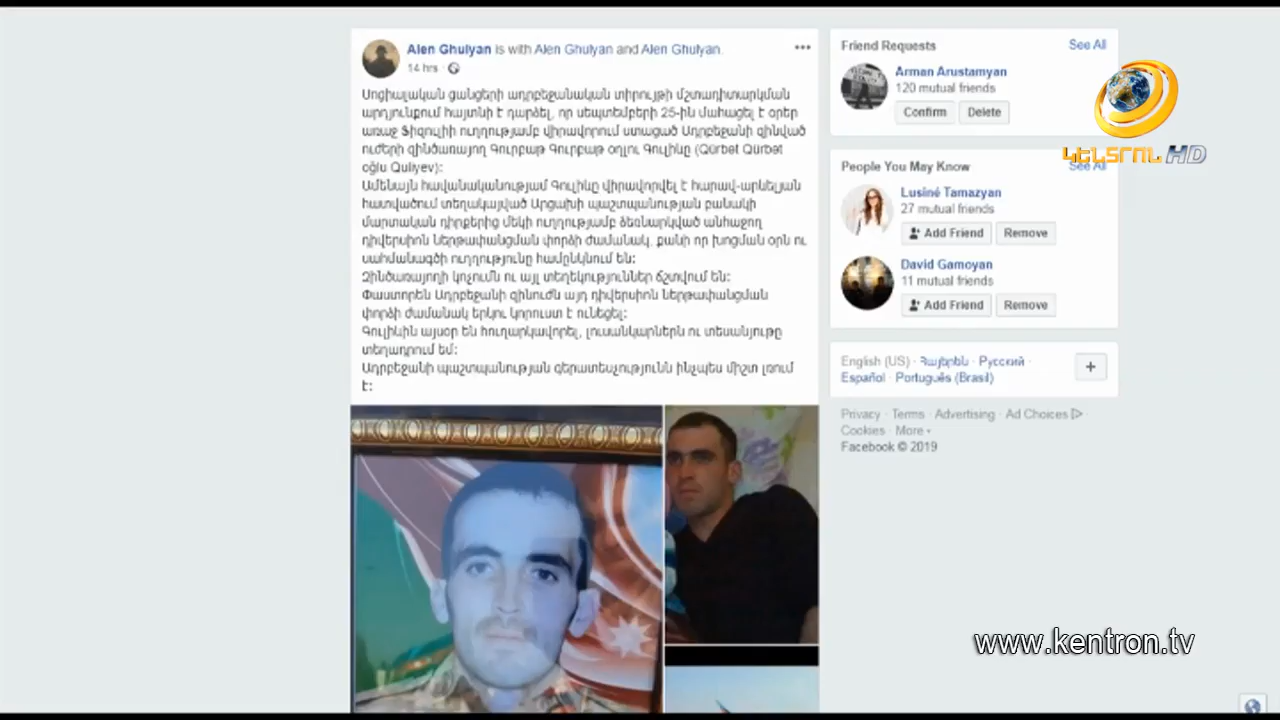 Alen Ghulyan is with Alen Ghulyan and Alen Ghulyan.
14 hrs ·
Սոցիալական ցանցերի ադրբեջանական տիրույթի մշտադիտարկման
արդյունքում հայտնի է դարձել, որ սեպտեմբերի 25-ին մահացել է օրեր
առաջ Ֆիզուլիի ուղղությամբ վիրավորում ստացած Ադրբեջանի զինված
ուժերի զինծառայող Գուրբաթ Գուրբաթ օղլու Գուլիևը (Qürbət Qürbət
oğlu Quliyev):
Ամենայն հավանականությամ Գուլիևը վիրավորվել է հարավ-արևելյան
հատվածում տեղակայված Արցախի պաշտպանության բանակի
մարտական դիրքերից մեկի ուղղությամբ ձեռնարկված անհաջող
դիվերսիոն ներթափանցման փորձի ժամանակ, քանի որ խոցման օրն ու
սահմանագծի ուղղությունը համընկնում են:
Զինծառայողի կոչումն ու այլ տեղեկություններ ճշտվում են:
Փաստորեն Ադրբեջանի զինուժն այդ դիվերսիոն ներթափանցման
փորձի ժամանակ երկու կորուստ է ունեցել:
Գուլիևին այսօր են հուղարկավորել, լուսանկարներն ու տեսանյութը
տեղադրում եմ:
Ադրբեջանի պաշտպանության գերատեսչությունն ինչպես միշտ լռում
է:
Friend Requests
See All
Arman Arustamyan
120 mutual friends
Confirm
Delete
ԿԵՆՏՐՈՆ HD
People You May Know
See All
Lusiné Tamazyan
27 mutual friends
Add Friend
Remove
David Gamoyan
11 mutual friends
Add Friend
Remove
English (US) · Հայերեն · Русский ·
Español · Português (Brasil)
+
Privacy · Terms · Advertising · Ad Choices ·
Cookies · More
Facebook © 2019
www.kentron.tv